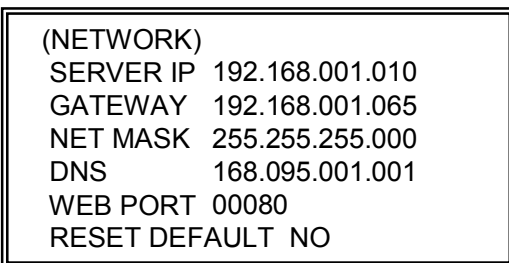 (NETWORK)
SERVER IP 192.168.001.010
GATEWAY 192.168.001.065
NET MASK 255.255.255.000
DNS 168.095.001.001
WEB PORT 00080
RESET DEFAULT NO